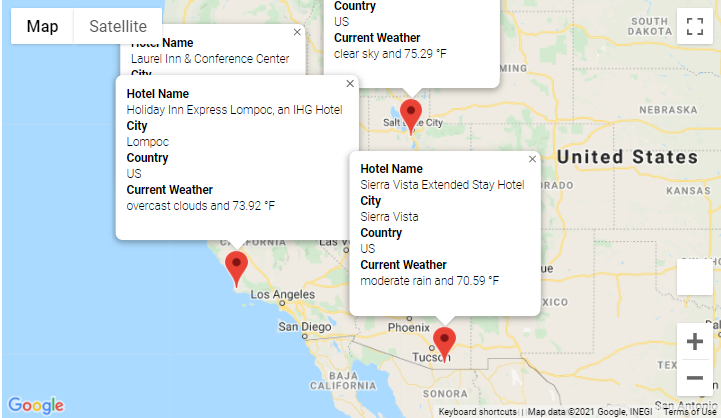 Map
Satellite
Hotel Name
Laurel Inn & Conference Center
City
Country
US
Current Weather
clear sky and 75.29 °F
Hotel Name
Holiday Inn Express Lompoc, an IHG Hotel
City
Lompoc
Country
US
Current Weather
overcast clouds and 73.92 °F
Hotel Name
Sierra Vista Extended Stay Hotel
City
Sierra Vista
Country
US
Current Weather
moderate rain and 70.59 °F
SOUTH
DAKOTA
NEBRASKA
United States
KANSAS
Salt Lake City
CALIFORNIA
Los Angeles
San Diego
Phoenix
Tucson
BAJA
CALIFORNIA
SONORA
Google
Keyboard shortcuts
Map data ©2021 Google, INEGI
Terms of Use